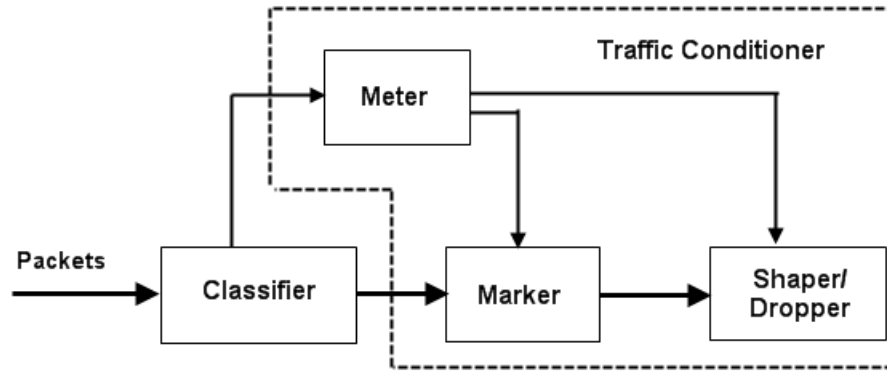 Traffic Conditioner
Meter
Packets
Classifier
Marker
Shaper/
Dropper